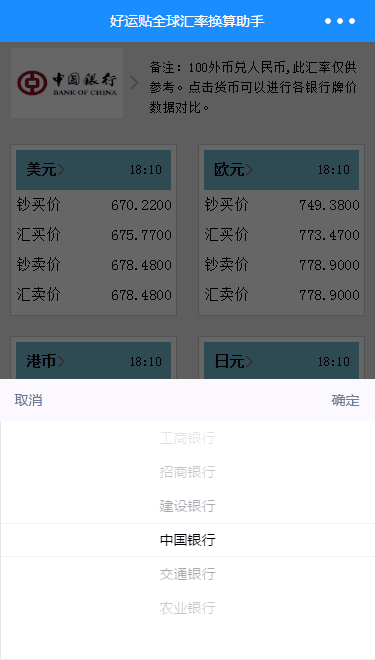 好运贴全球汇率换算助手
中国银行
BANK OF CHINA
备注：100外币兑人民币,此汇率仅供
参考。点击货币可以进行各银行牌价
数据对比。
美元 18:10
钞买价 670.2200
汇买价 675.7700
钞卖价 678.4800
汇卖价 678.4800
欧元 18:10
钞买价 749.3800
汇买价 773.4700
钞卖价 778.9000
汇卖价 778.9000
港币 18:10
日元 18:10
取消 确定
工商银行
招商银行
建设银行
中国银行
交通银行
农业银行